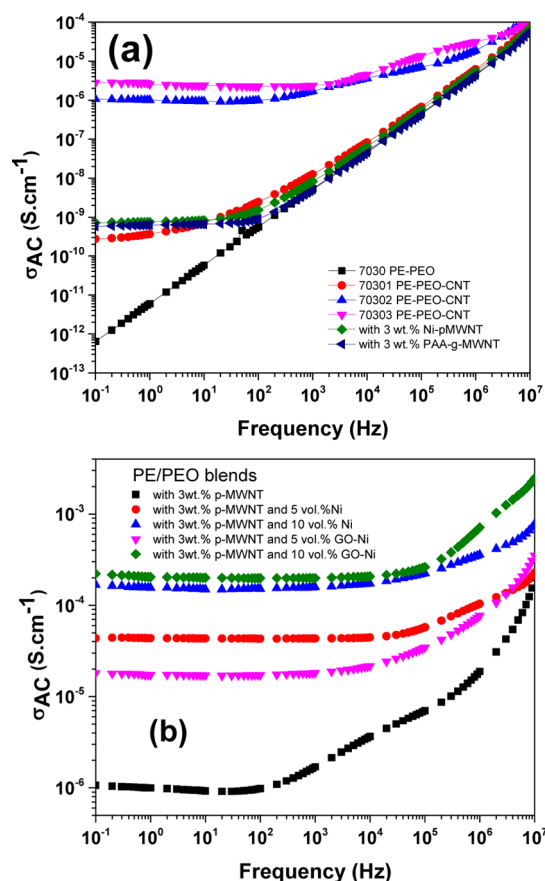 (a)
10-4
10-5
10-6
10-7
10-8
10-9
10-10
10-11
10-12
10-13
σAC (S.cm-1)
7030 PE-PEO
70301 PE-PEO-CNT
70302 PE-PEO-CNT
70303 PE-PEO-CNT
with 3 wt.% Ni-pMWNT
with 3 wt.% PAA-g-MWNT
10-1 100 101 102 103 104 105 106 107
Frequency (Hz)
PE/PEO blends
with 3wt.% p-MWNT
with 3wt.% p-MWNT and 5 vol.%Ni
with 3wt.% p-MWNT and 10 vol.% Ni
with 3wt.% p-MWNT and 5 vol.% GO-Ni
with 3wt.% p-MWNT and 10 vol.% GO-Ni
10-3
10-4
10-5
10-6
σAC (S.cm-1)
(b)
10-1 100 101 102 103 104 105 106 107
Frequency (Hz)